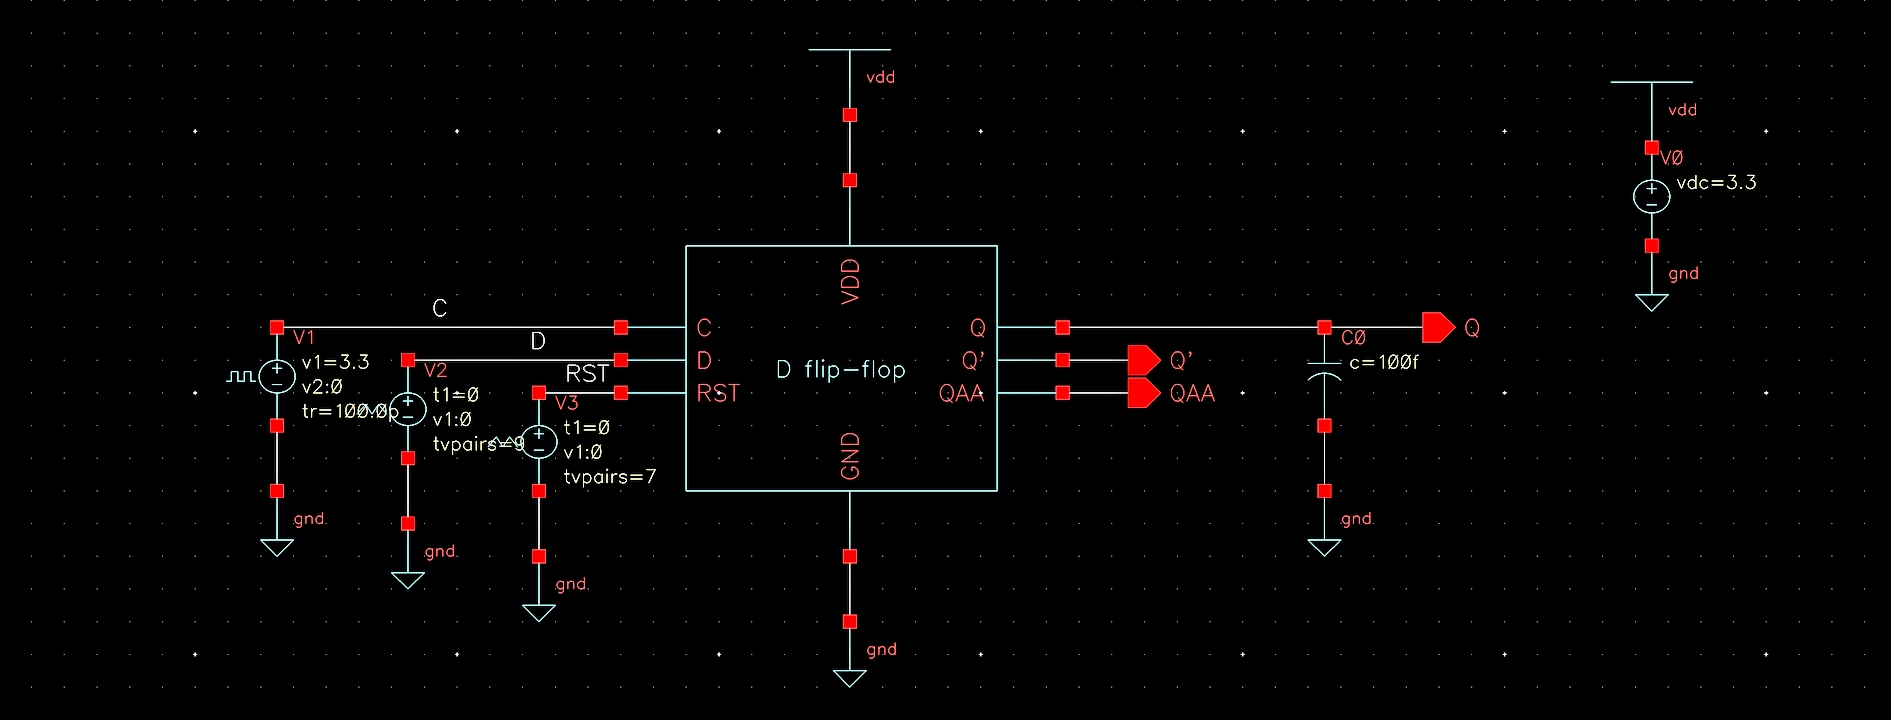 vdd
vdd
VØ
vdc=3.3
gnd
VDD
C
D
RST
V1
v1=3.3
v2:Ø
tr=100.0p
gnd
V2
t1=0
v1:Ø
tvpairs=9
gnd
V3
t1=0
v1:Ø
tvpairs=7
gnd
C
D
RST
D flip-flop
Q
Q'
QAA
GND
gnd
Q
Q'
QAA
CØ
c=100f
gnd